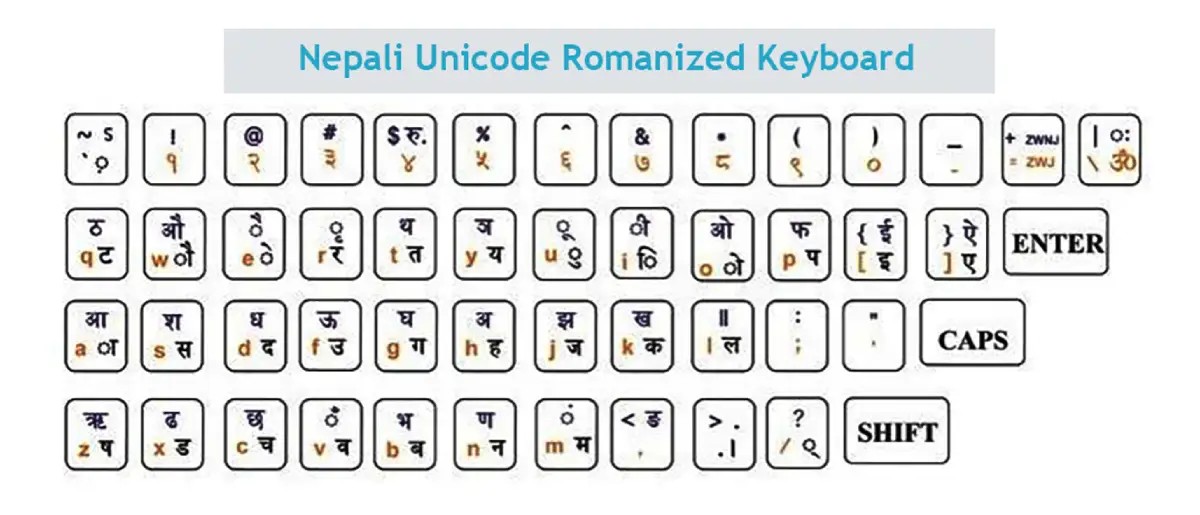 Nepali Unicode Romanized Keyboard
~ ऽ ! @ # $ रु. % ^ & * ( ) _ + ZWNJ | ः
` ़ १ २ ३ ४ ५ ६ ७ ८ ९ ० - = ZWJ \ ॐ
ठ औ ै ृ थ ञ ू ी ओ फ { ई } ऐ
q ट w ौ e े r र t त y य u ु i ि o ो p प [ इ ] ए ENTER
आ श ध ऊ घ अ झ ख ॥ : "
a ा s स d द f उ g ग h ह j ज k क l ल ; ' CAPS
ऋ ढ छ ँ भ ण ं < ङ > . ?
z ष x ड c च v व b ब n न m म , .। / ् SHIFT